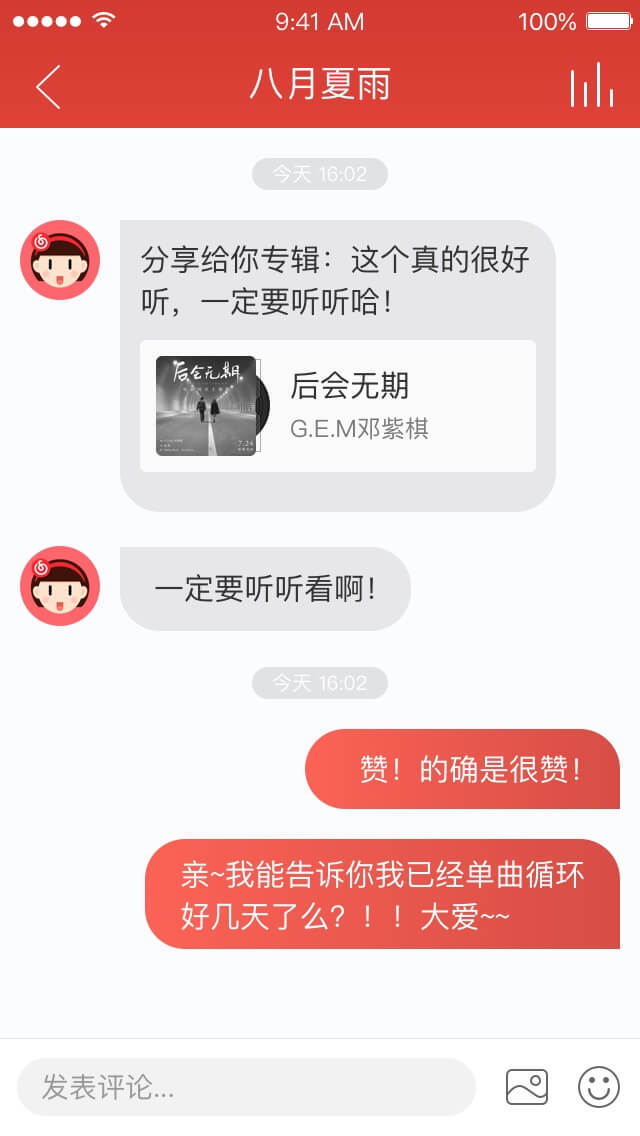 9:41 AM
100%
八月夏雨
今天 16:02
分享给你专辑：这个真的很好
听，一定要听听哈！
后会无期
7.24
后会无期
G.E.M邓紫棋
一定要听听看啊！
今天 16:02
赞！的确是很赞！
亲~我能告诉你我已经单曲循环
好几天了么？！！大爱~~
发表评论...